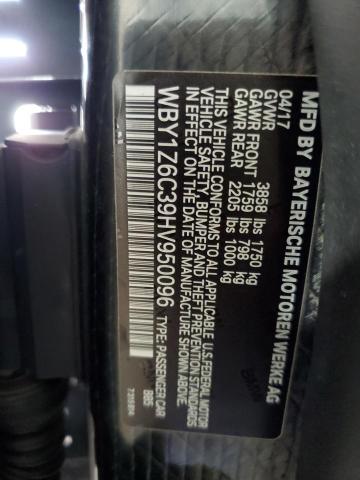 MFD BY BAYERISCHE MOTOREN WERKE AG
04/17
GVWR 3858 lbs 1750 kg
GAWR FRONT 1759 lbs 798 kg
GAWR REAR 2205 lbs 1000 kg
THIS VEHICLE CONFORMS TO ALL APPLICABLE U.S. FEDERAL MOTOR
VEHICLE SAFETY, BUMPER AND THEFT PREVENTION STANDARDS
IN EFFECT ON THE DATE OF MANUFACTURE SHOWN ABOVE.
WBY1Z6C39HV950096 TYPE: PASSENGER CAR